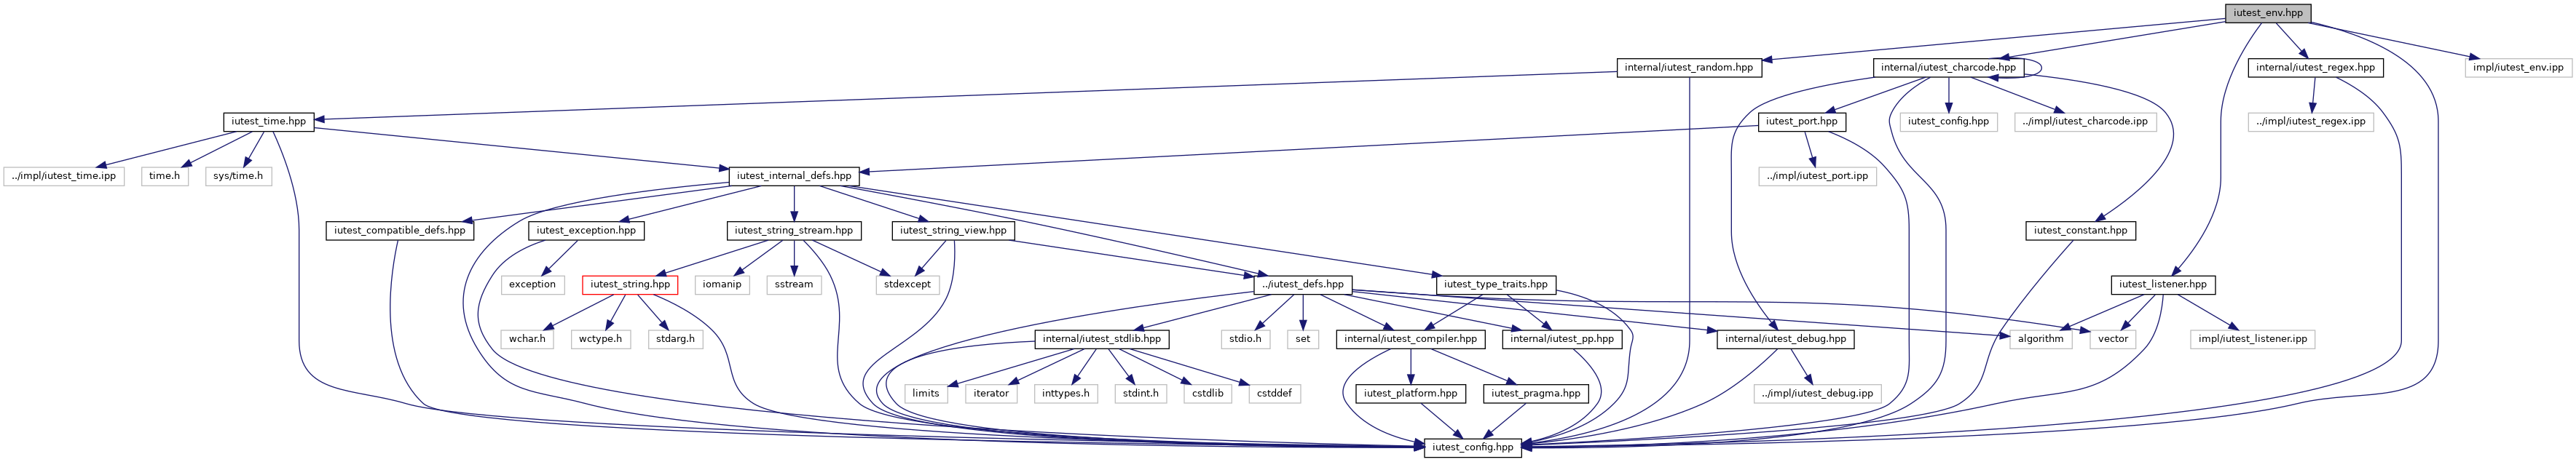 iutest_env.hpp
internal/iutest_random.hpp
internal/iutest_charcode.hpp
internal/iutest_regex.hpp
impl/iutest_env.ipp
iutest_time.hpp
iutest_port.hpp
iutest_config.hpp
../impl/iutest_charcode.ipp
../impl/iutest_regex.ipp
../impl/iutest_time.ipp
time.h
sys/time.h
iutest_internal_defs.hpp
../impl/iutest_port.ipp
iutest_compatible_defs.hpp
iutest_exception.hpp
iutest_string_stream.hpp
iutest_string_view.hpp
iutest_constant.hpp
exception
iutest_string.hpp
iomanip
sstream
stdexcept
../iutest_defs.hpp
iutest_type_traits.hpp
iutest_listener.hpp
wchar.h
wctype.h
stdarg.h
internal/iutest_stdlib.hpp
stdio.h
set
internal/iutest_compiler.hpp
internal/iutest_pp.hpp
internal/iutest_debug.hpp
algorithm
vector
impl/iutest_listener.ipp
limits
iterator
inttypes.h
stdint.h
cstdlib
cstddef
iutest_platform.hpp
iutest_pragma.hpp
../impl/iutest_debug.ipp
iutest_config.hpp